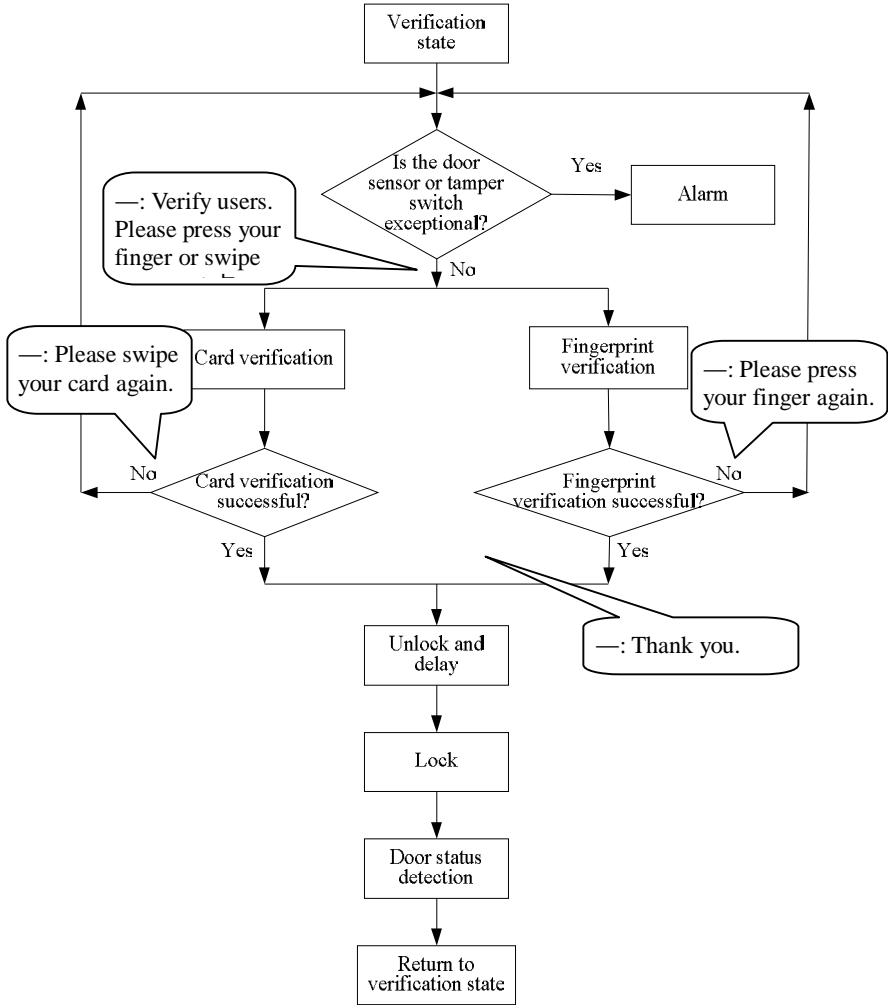 Verification
state
Is the door
sensor or tamper
switch
exceptional?
Yes
Alarm
—: Verify users.
Please press your
finger or swipe
No
Card verification
Fingerprint
verification
—: Please swipe
your card again.
—: Please press
your finger again.
No
Card verification
successful?
Yes
Fingerprint
verification successful?
No
Yes
—: Thank you.
Unlock and
delay
Lock
Door status
detection
Return to
verification state